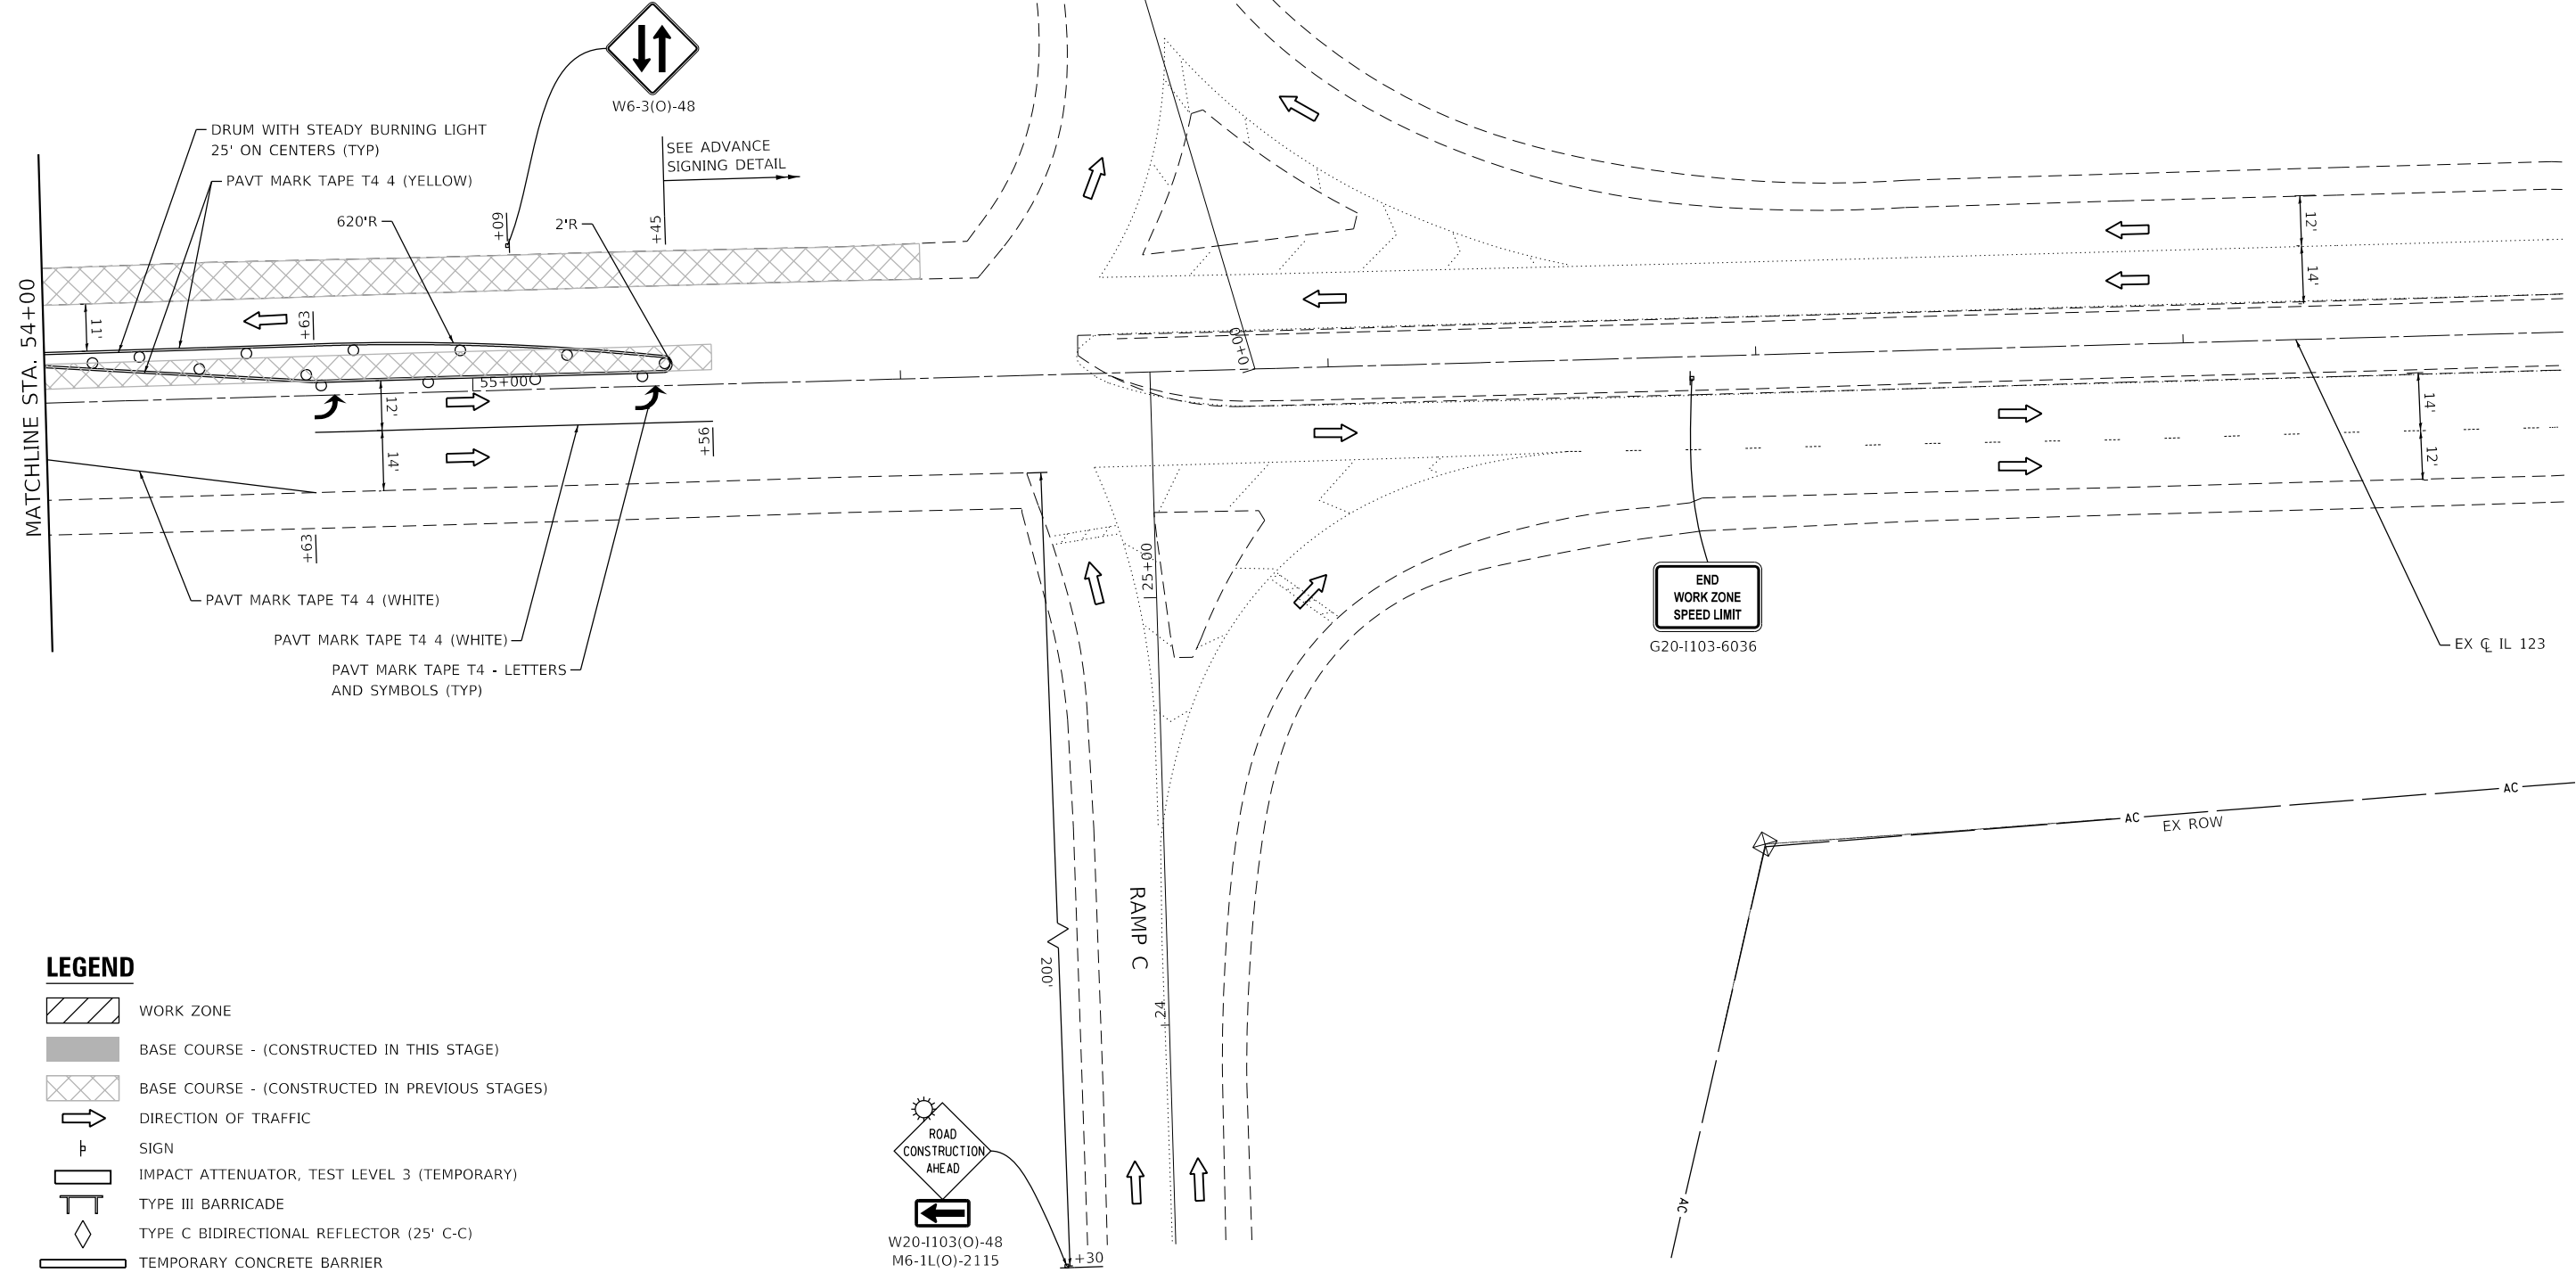 W6-3(O)-48
DRUM WITH STEADY BURNING LIGHT
25' ON CENTERS (TYP)
PAVT MARK TAPE T4 4 (YELLOW)
SEE ADVANCE
SIGNING DETAIL
620'R
2'R
+09
+45
MATCHLINE STA. 54+00
11'
+63
55+00
12'
14'
+56
+63
PAVT MARK TAPE T4 4 (WHITE)
PAVT MARK TAPE T4 4 (WHITE)
PAVT MARK TAPE T4 - LETTERS
AND SYMBOLS (TYP)
0+00
12'
14'
14'
12'
25+00
END
WORK ZONE
SPEED LIMIT
G20-I103-6036
EX ℄ IL 123
AC
AC
EX ROW
AC
RAMP C
200'
24
ROAD
CONSTRUCTION
AHEAD
W20-I103(O)-48
M6-1L(O)-2115
+30
LEGEND
WORK ZONE
BASE COURSE - (CONSTRUCTED IN THIS STAGE)
BASE COURSE - (CONSTRUCTED IN PREVIOUS STAGES)
DIRECTION OF TRAFFIC
SIGN
IMPACT ATTENUATOR, TEST LEVEL 3 (TEMPORARY)
TYPE III BARRICADE
TYPE C BIDIRECTIONAL REFLECTOR (25' C-C)
TEMPORARY CONCRETE BARRIER